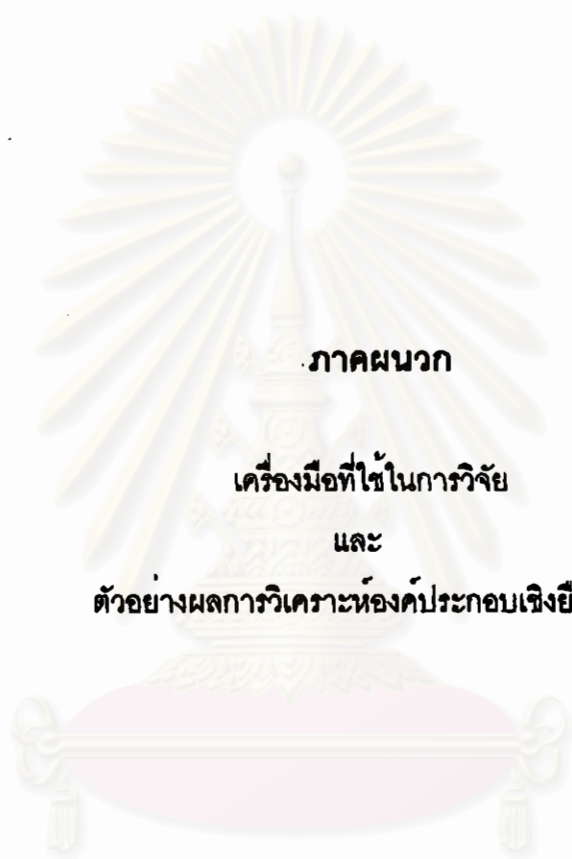 ภาคผนวก
เครื่องมือที่ใช้ในการวิจัย
และ
ตัวอย่างผลการวิเคราะห์องค์ประกอบเชิงยื